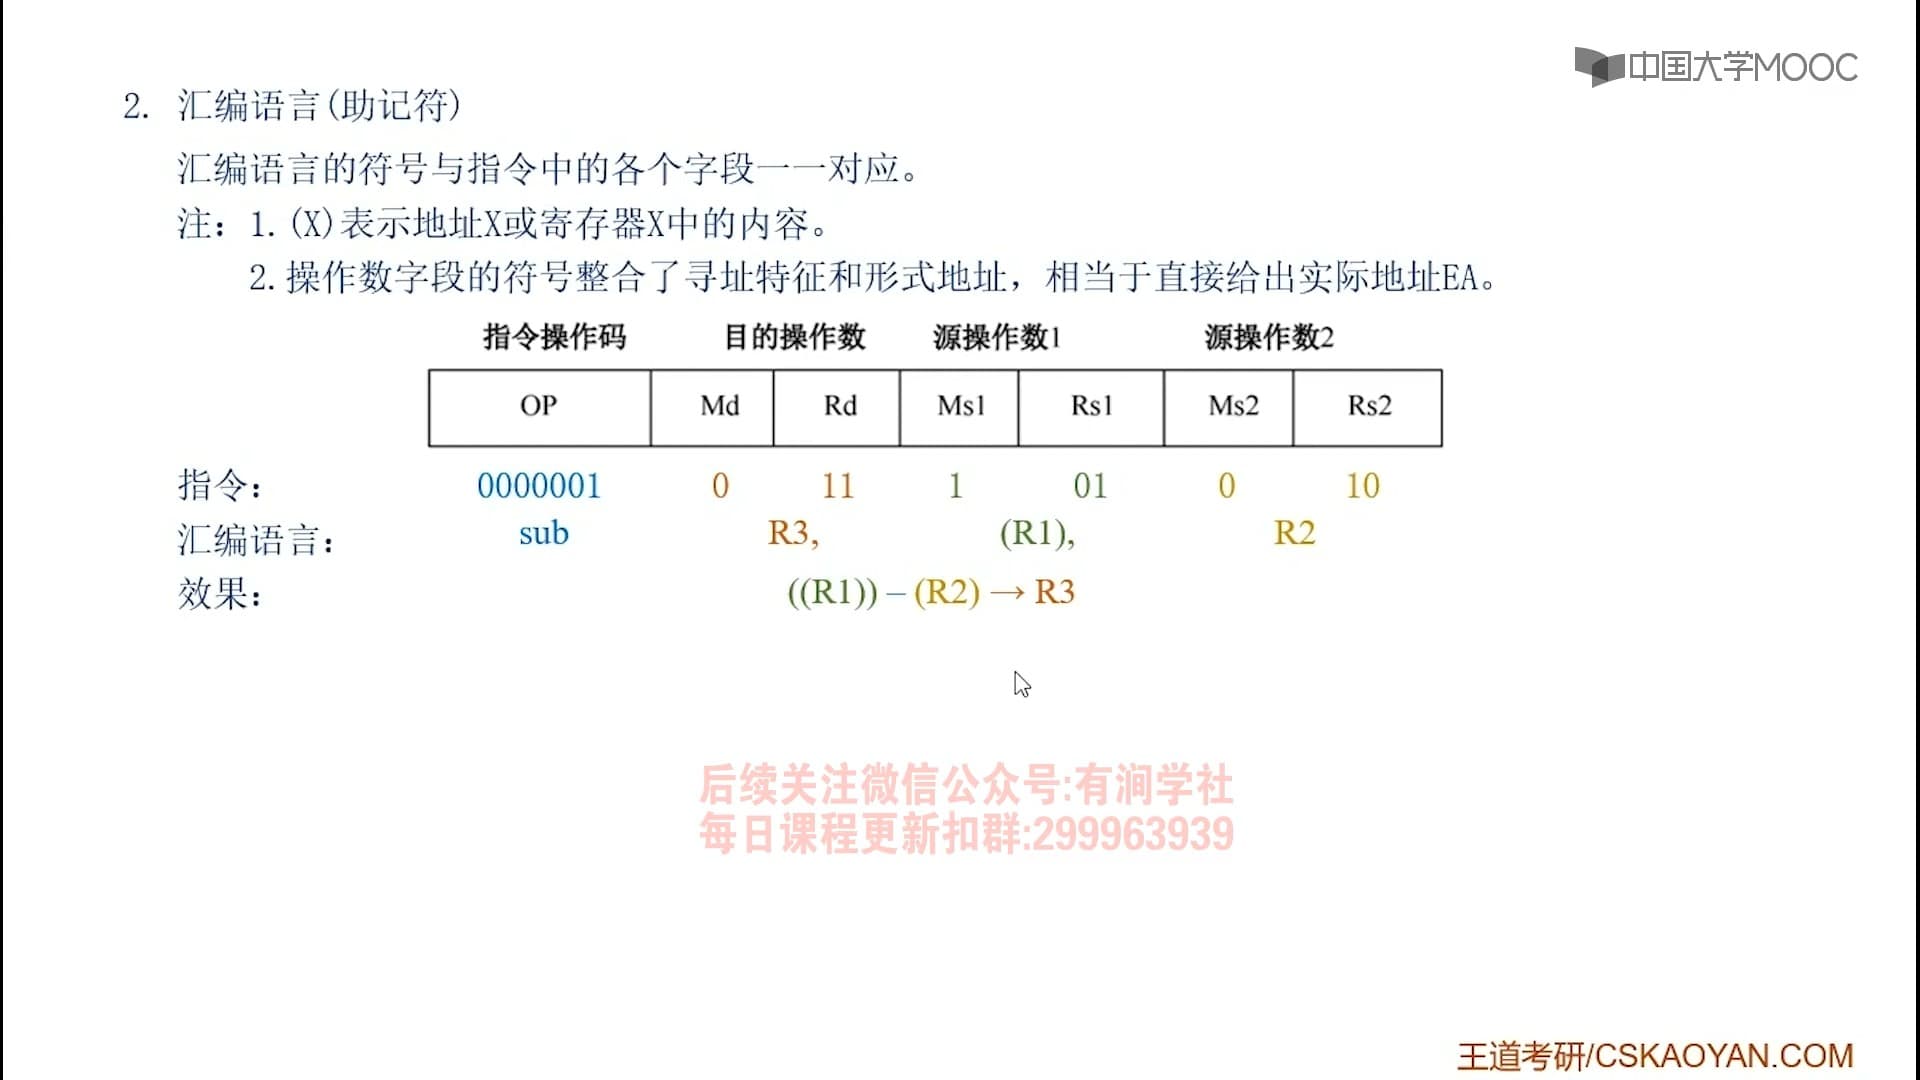 中国大学MOOC
2. 汇编语言(助记符)
汇编语言的符号与指令中的各个字段一一对应。
注：1.(X)表示地址X或寄存器X中的内容。
2.操作数字段的符号整合了寻址特征和形式地址，相当于直接给出实际地址EA。
指令操作码 目的操作数 源操作数1 源操作数2
OP Md Rd Ms1 Rs1 Ms2 Rs2
指令： 0000001 0 11 1 01 0 10
汇编语言： sub R3, (R1), R2
效果： ((R1)) – (R2) → R3
后续关注微信公众号:有涧学社
每日课程更新扣群:299963939
王道考研/CSKAOYAN.COM